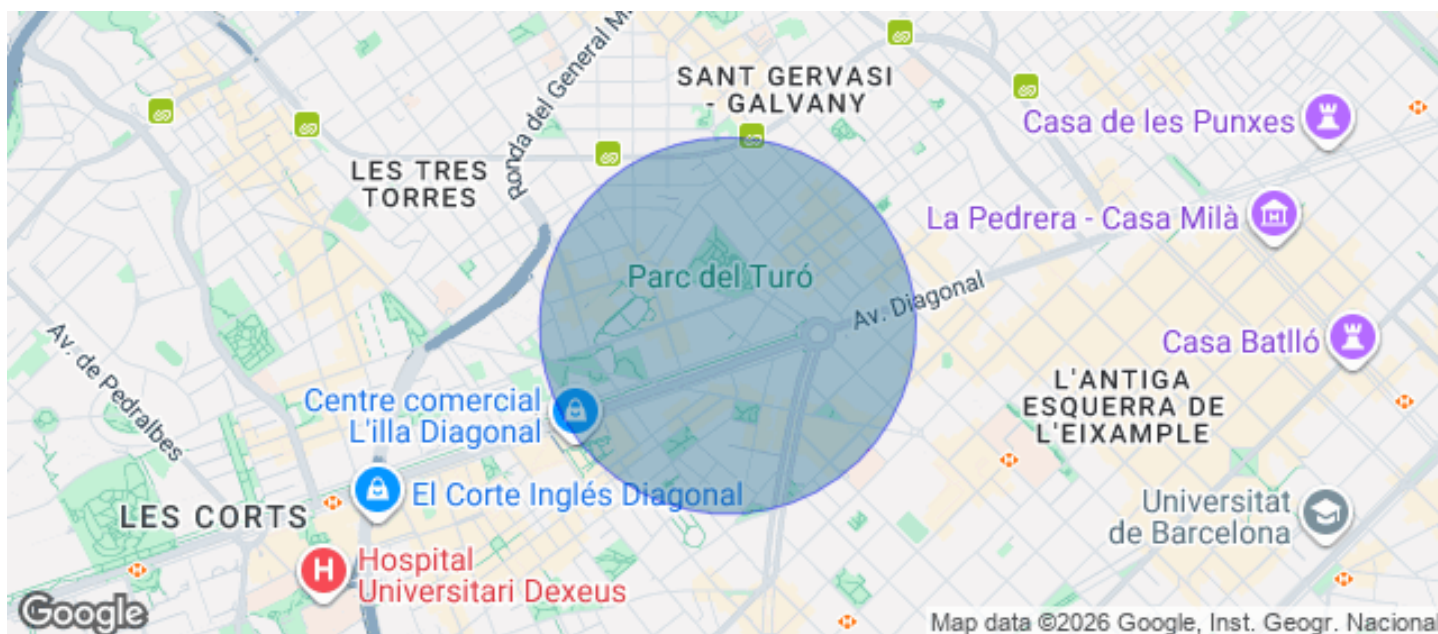 SANT GERVASI
- GALVANY
Ronda del General Mi
Casa de les Punxes
LES TRES
TORRES
La Pedrera - Casa Milà
Parc del Turó
Av. Diagonal
Av. de Pedralbes
Casa Batlló
Centre comercial
L'illa Diagonal
L'ANTIGA
ESQUERRA DE
L'EIXAMPLE
El Corte Inglés Diagonal
LES CORTS
Universitat
de Barcelona
H Hospital
Universitari Dexeus
Google
Map data ©2026 Google, Inst. Geogr. Nacional